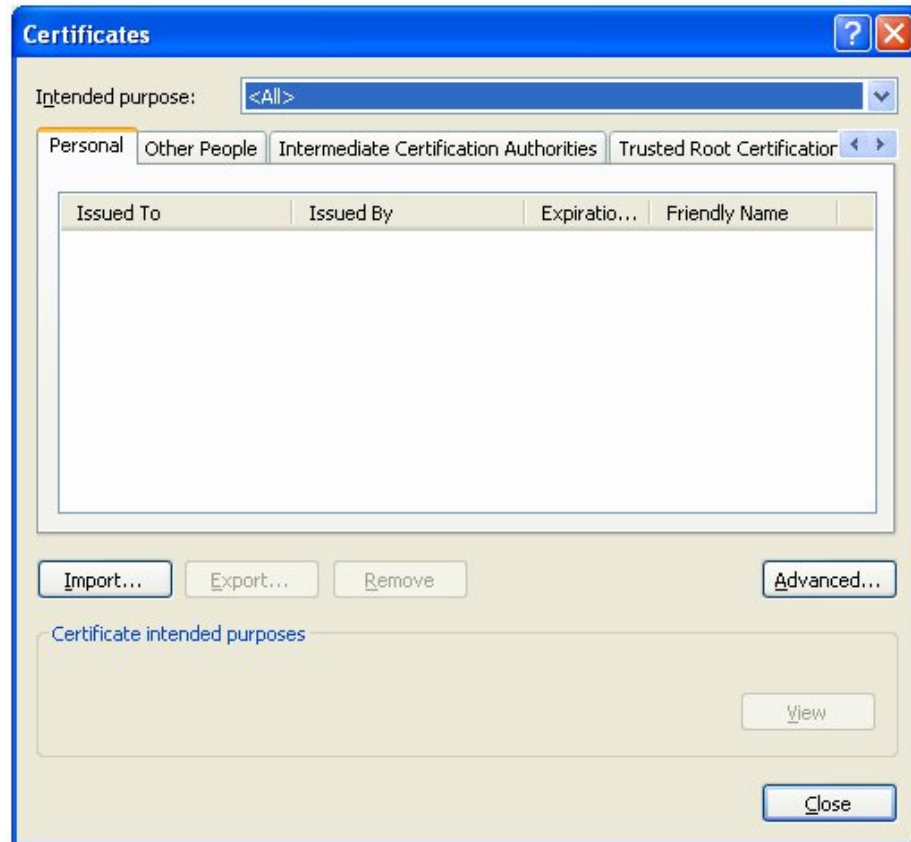 Certificates
Intended purpose: <All>
Personal Other People Intermediate Certification Authorities Trusted Root Certification
Issued To Issued By Expiratio... Friendly Name
Import... Export... Remove Advanced...
Certificate intended purposes
View
Close